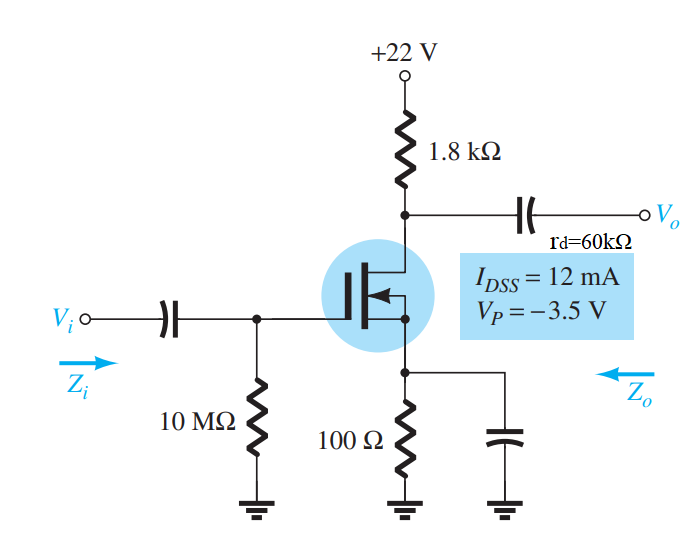 +22 V
1.8 kΩ
Vo
rd=60kΩ
IDSS = 12 mA
VP = –3.5 V
Vi
Zi
Zo
10 MΩ
100 Ω